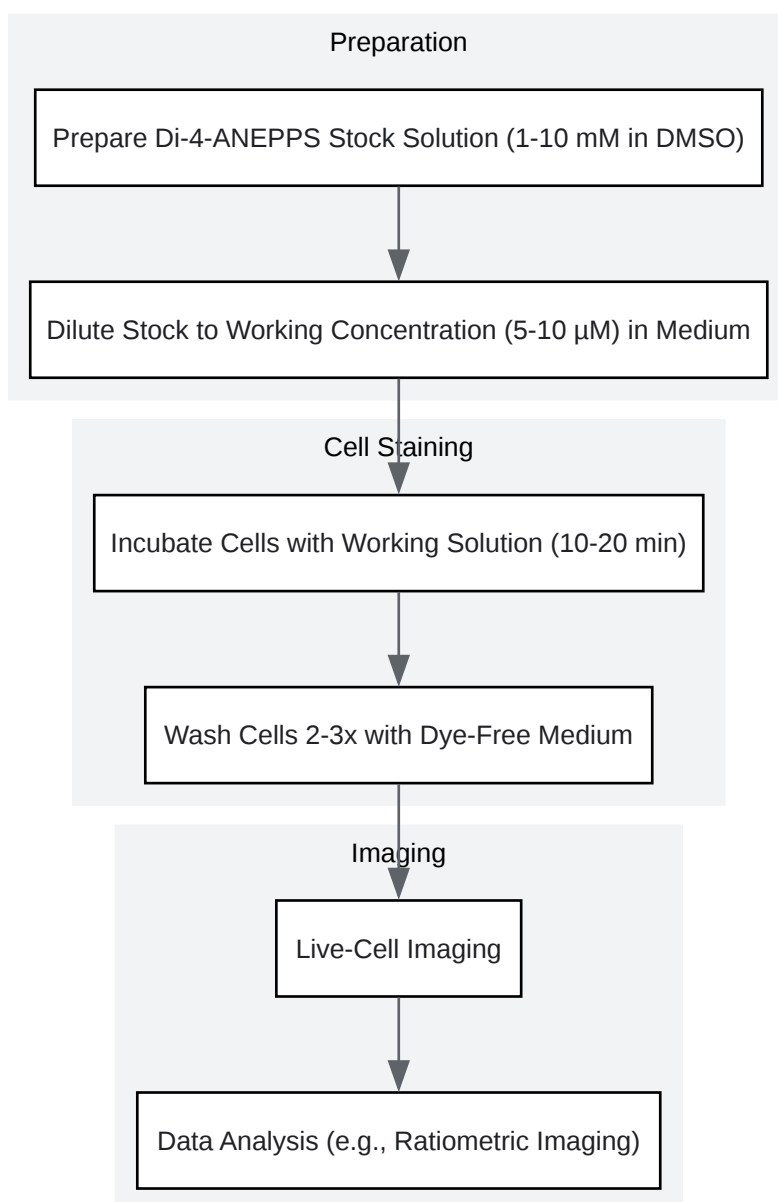 Preparation
Prepare Di-4-ANEPPS Stock Solution (1-10 mM in DMSO)
Dilute Stock to Working Concentration (5-10 µM) in Medium
Cell Staining
Incubate Cells with Working Solution (10-20 min)
Wash Cells 2-3x with Dye-Free Medium
Imaging
Live-Cell Imaging
Data Analysis (e.g., Ratiometric Imaging)